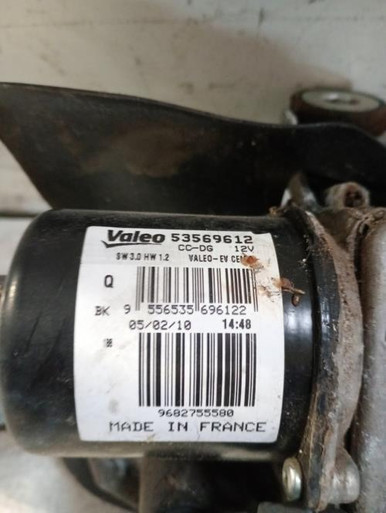 Valeo 53569612
CC-DG 12V
SW 3.0 HW 1.2 VALEO-EV
Q
BK 9 556535 696122
05/02/10 14:48
9682755580
MADE IN FRANCE